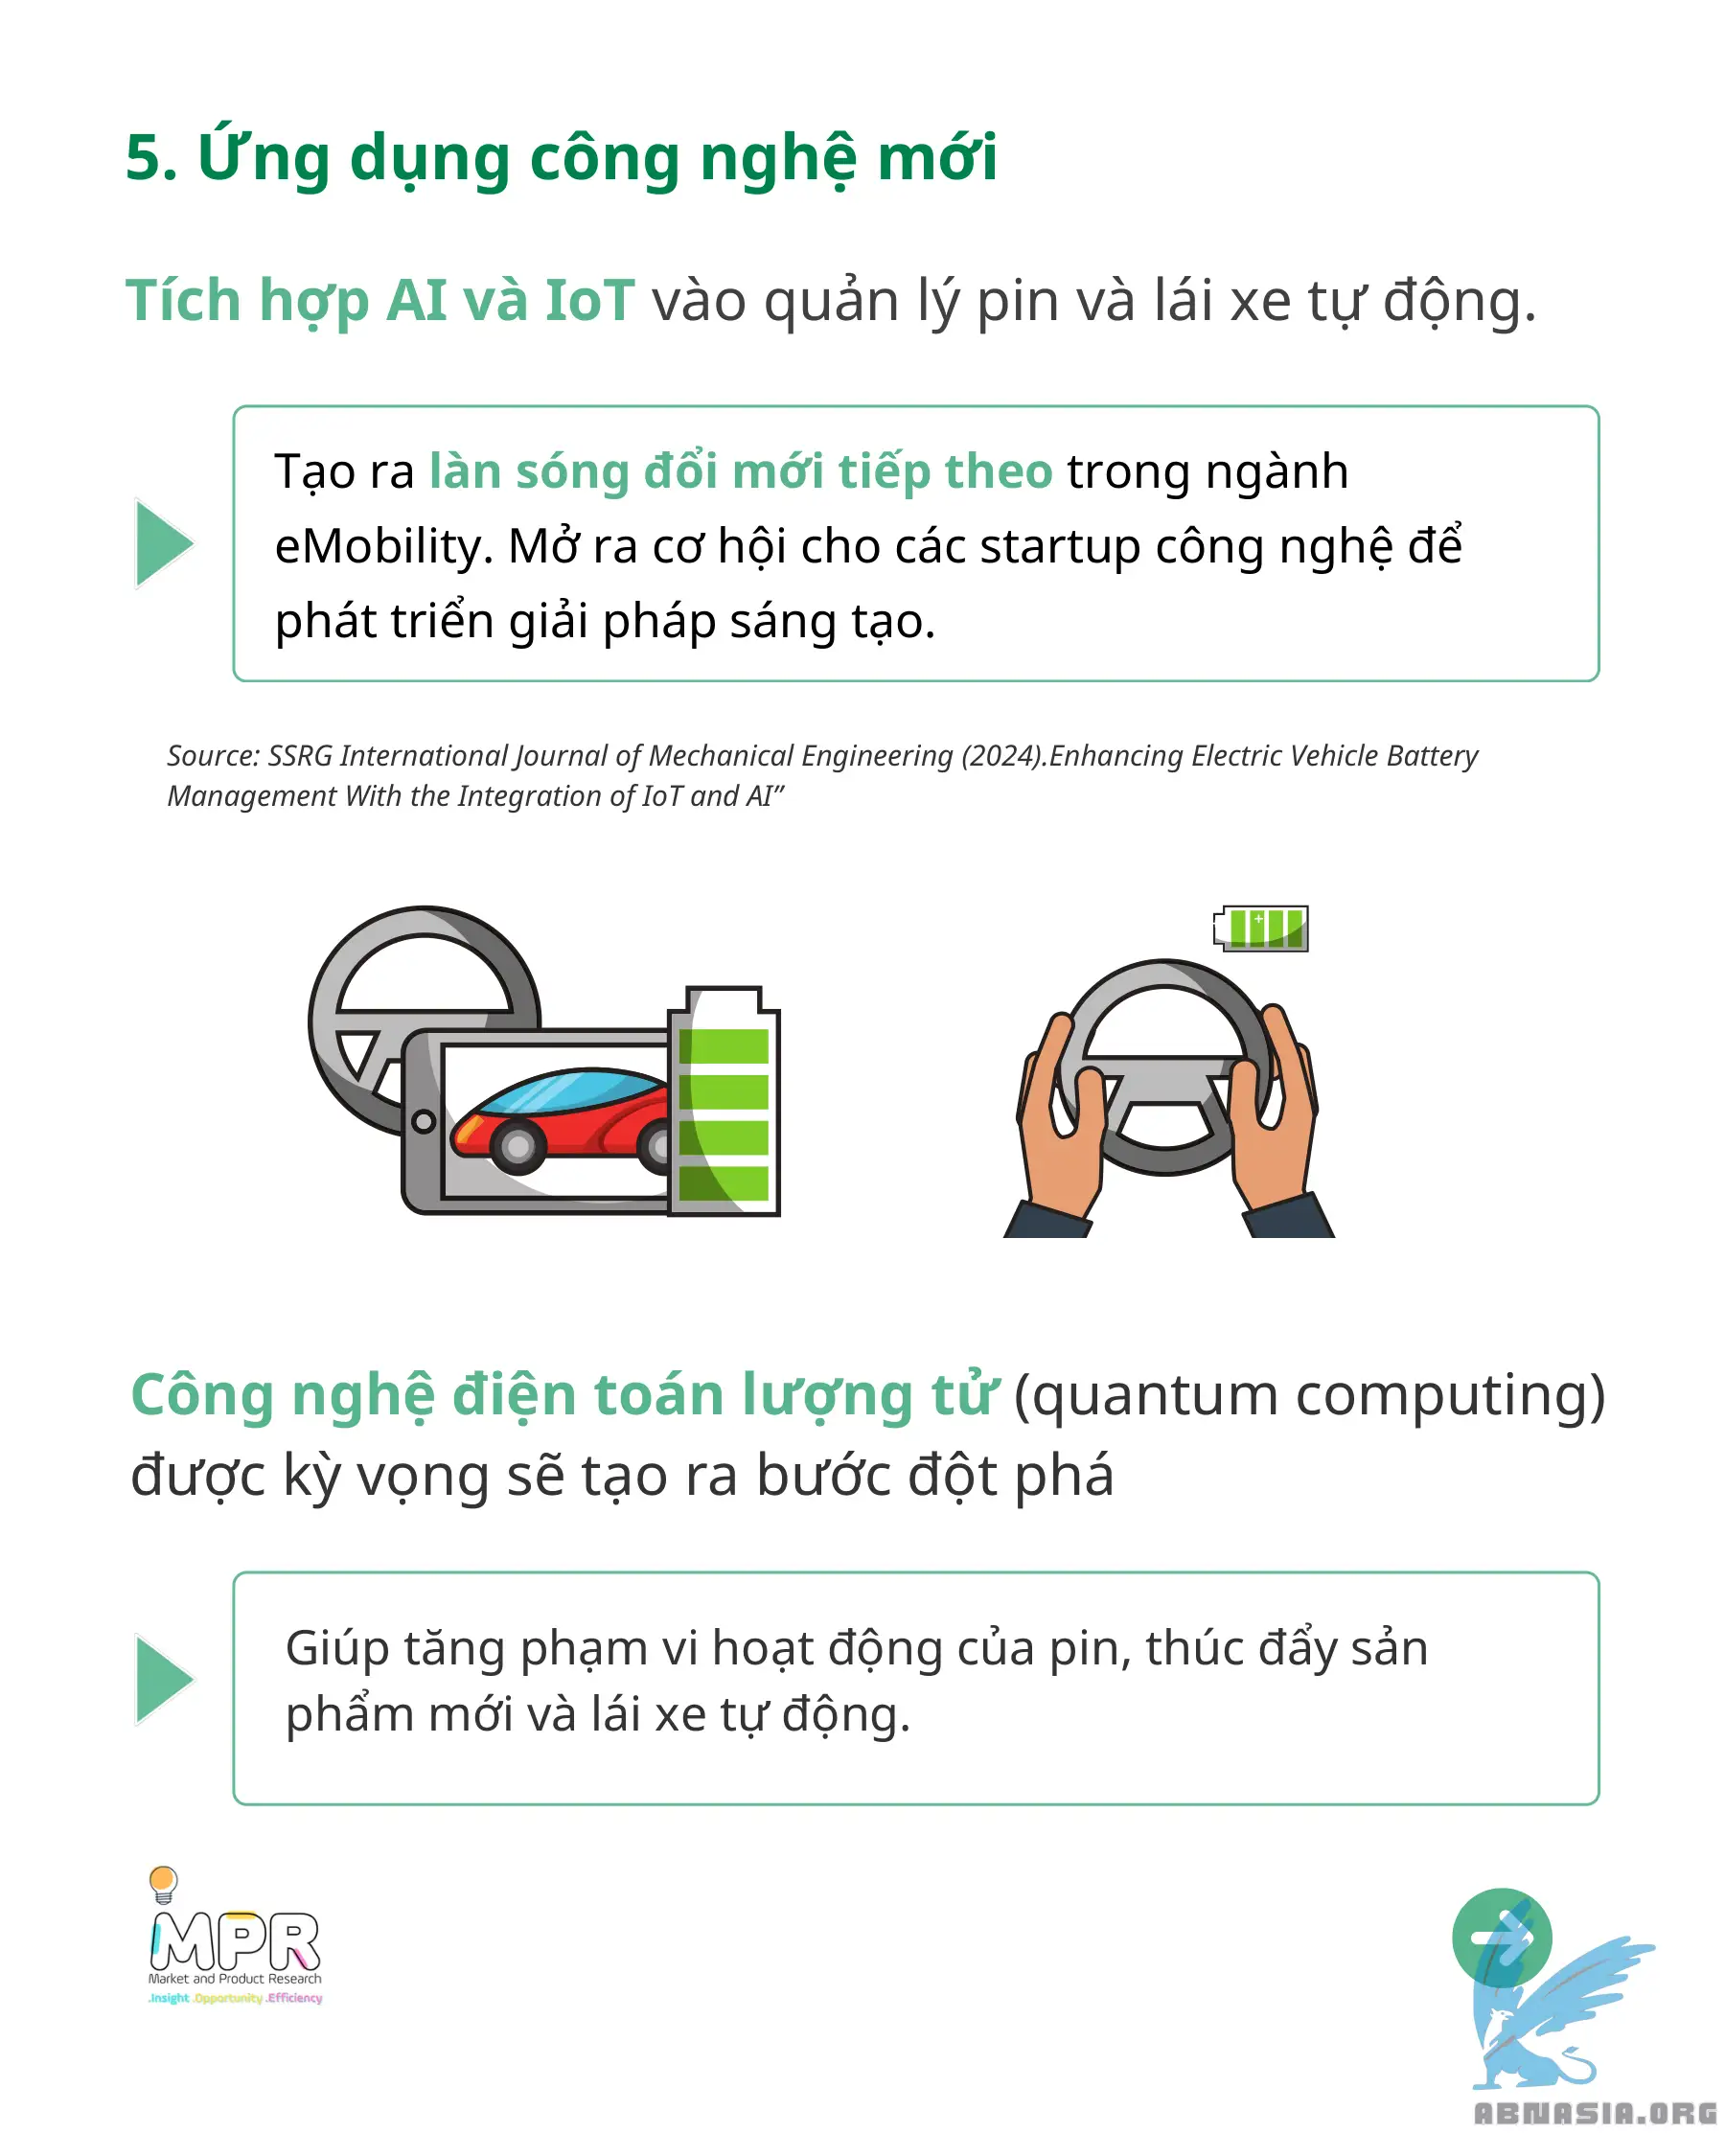 5. Ứng dụng công nghệ mới
Tích hợp AI và IoT vào quản lý pin và lái xe tự động.
Tạo ra làn sóng đổi mới tiếp theo trong ngành
eMobility. Mở ra cơ hội cho các startup công nghệ để
phát triển giải pháp sáng tạo.
Source: SSRG International Journal of Mechanical Engineering (2024).Enhancing Electric Vehicle Battery
Management With the Integration of IoT and AI”
Công nghệ điện toán lượng tử (quantum computing)
được kỳ vọng sẽ tạo ra bước đột phá
Giúp tăng phạm vi hoạt động của pin, thúc đẩy sản
phẩm mới và lái xe tự động.
MPR
Market and Product Research
.Insight .Opportunity .Efficiency
ABNASIA.ORG